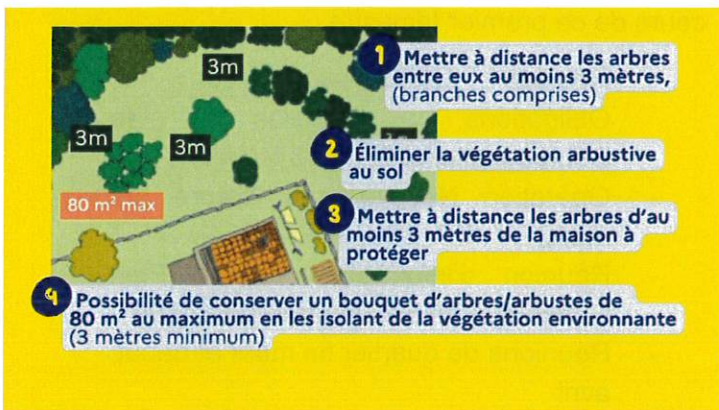 3m
3m
3m
80 m² max
1 Mettre à distance les arbres
entre eux au moins 3 mètres,
(branches comprises)
2 Éliminer la végétation arbustive
au sol
3 Mettre à distance les arbres d'au
moins 3 mètres de la maison à
protéger
4 Possibilité de conserver un bouquet d'arbres/arbustes de
80 m² au maximum en les isolant de la végétation environnante
(3 mètres minimum)